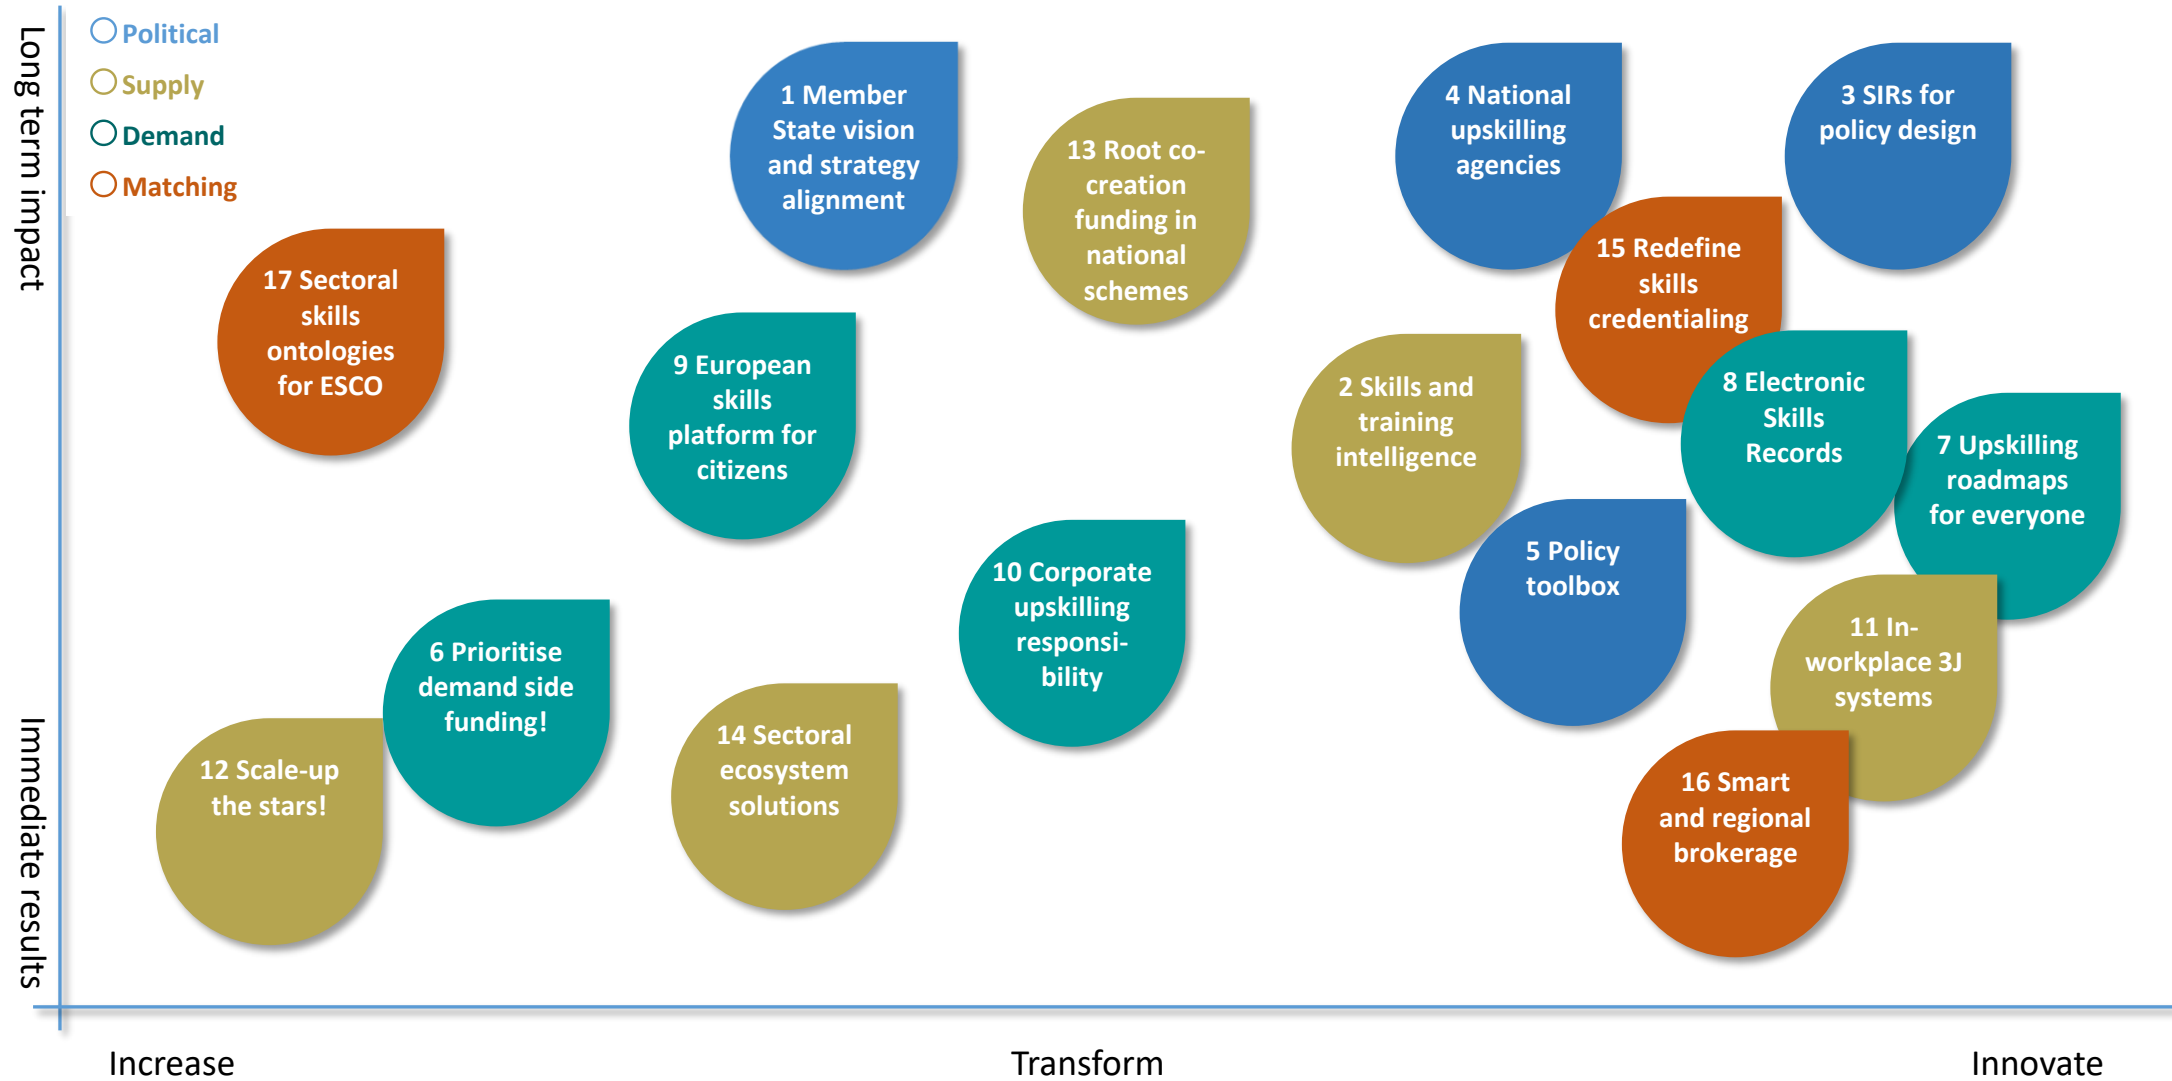 Long term impact
Immediate results
Political
Supply
Demand
Matching
1 Member
State vision
and strategy
alignment
13 Root co-
creation
funding in
national
schemes
4 National
upskilling
agencies
3 SIRs for
policy design
17 Sectoral
skills
ontologies
for ESCO
9 European
skills
platform for
citizens
15 Redefine
skills
credentialing
2 Skills and
training
intelligence
8 Electronic
Skills
Records
7 Upskilling
roadmaps
for everyone
10 Corporate
upskilling
responsi-
bility
5 Policy
toolbox
6 Prioritise
demand side
funding!
11 In-
workplace 3J
systems
12 Scale-up
the stars!
14 Sectoral
ecosystem
solutions
16 Smart
and regional
brokerage
Increase
Transform
Innovate